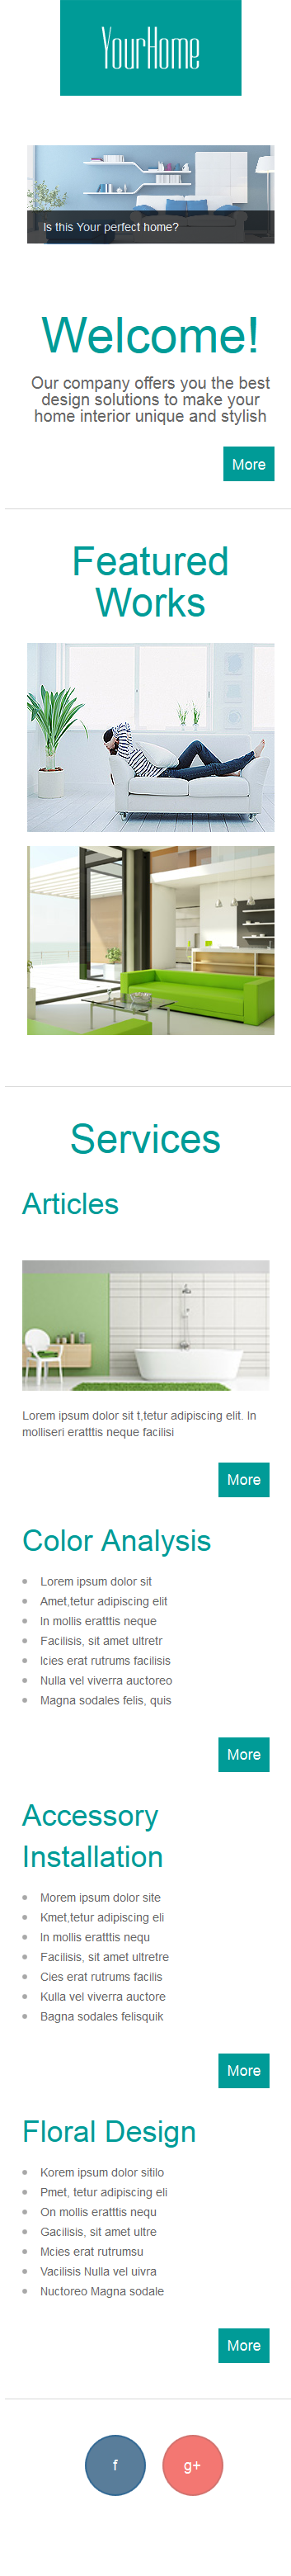 YourHome
Is this Your perfect home?
Welcome!
Our company offers you the best
design solutions to make your
home interior unique and stylish
More
Featured
Works
Services
Articles
Lorem ipsum dolor sit t,tetur adipiscing elit. In
molliseri eratttis neque facilisi
More
Color Analysis
Lorem ipsum dolor sit
Amet,tetur adipiscing elit
In mollis eratttis neque
Facilisis, sit amet ultretr
Icies erat rutrums facilisis
Nulla vel viverra auctoreo
Magna sodales felis, quis
More
Accessory
Installation
Morem ipsum dolor site
Kmet,tetur adipiscing eli
In mollis eratttis nequ
Facilisis, sit amet ultretre
Cies erat rutrums facilis
Kulla vel viverra auctore
Bagna sodales felisquik
More
Floral Design
Korem ipsum dolor sitilo
Pmet, tetur adipiscing eli
On mollis eratttis nequ
Gacilisis, sit amet ultre
Mcies erat rutrumsu
Vacilisis Nulla vel uivra
Nuctoreo Magna sodale
More
f
g+